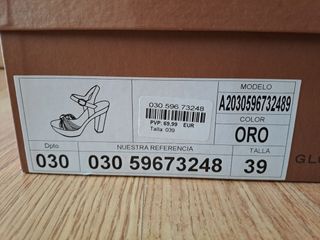 MODELO
A2030596732489
030 596 73248
PVP: 69,99 EUR
Talla 039
COLOR
ORO
Dpto
NUESTRA REFERENCIA
TALLA
030
030 59673248
39
GL